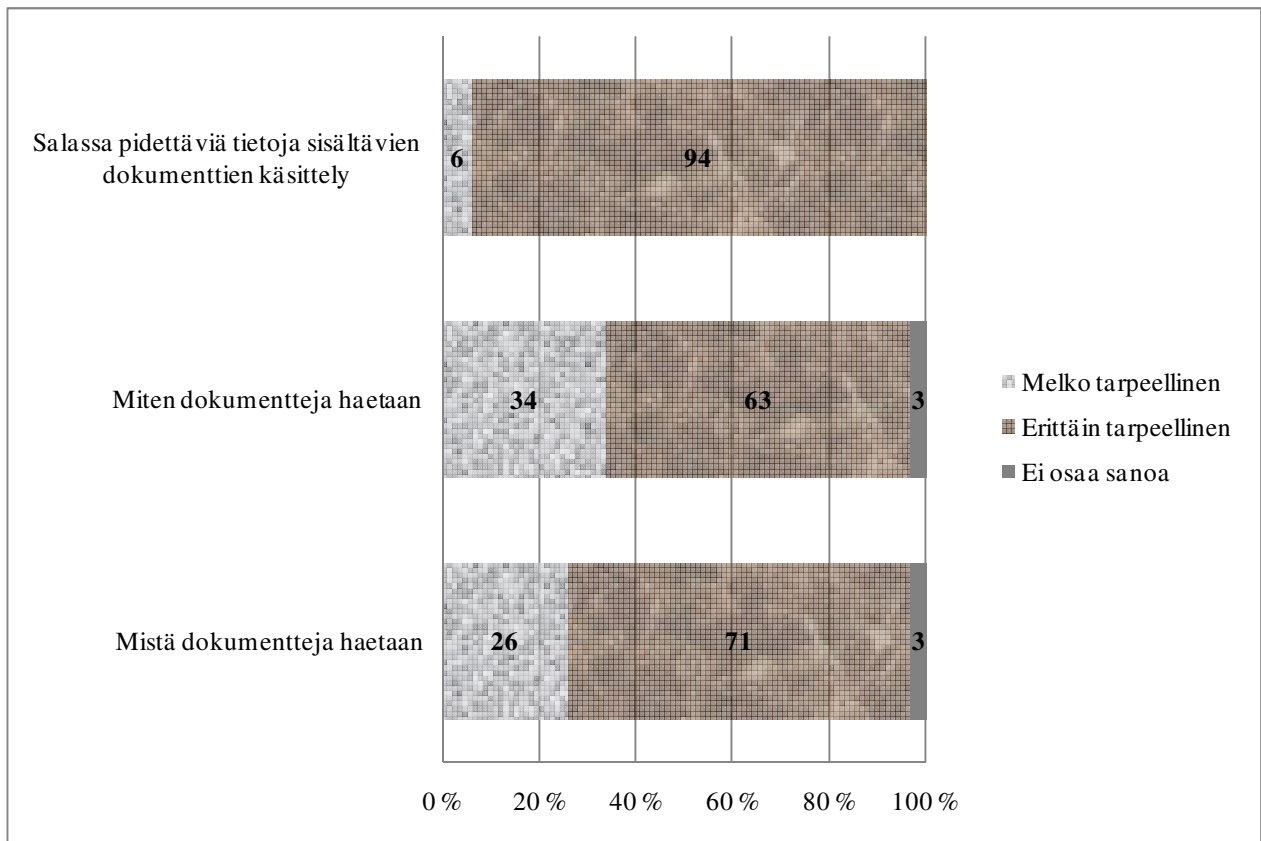 Salassa pidettäviä tietoja sisältävien
dokumenttien käsittely
6
94
Miten dokumentteja haetaan
34
63
3
Mistä dokumentteja haetaan
26
71
3
0 %
20 %
40 %
60 %
80 %
100 %
Melko tarpeellinen
Erittäin tarpeellinen
Ei osaa sanoa